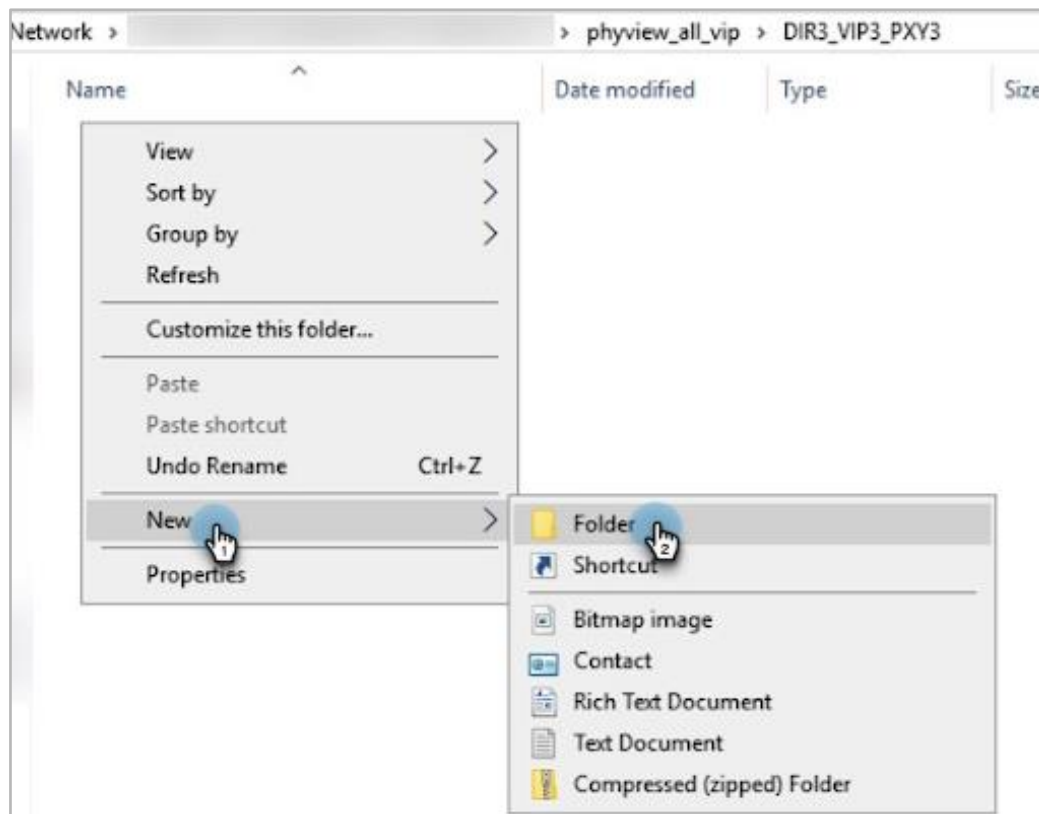 Network > > phyview_all_vip > DIR3_VIP3_PXY3
Name Date modified Type Size
View
Sort by
Group by
Refresh
Customize this folder...
Paste
Paste shortcut
Undo Rename Ctrl+Z
New
1
Properties
Folder
2
Shortcut
Bitmap image
Contact
Rich Text Document
Text Document
Compressed (zipped) Folder